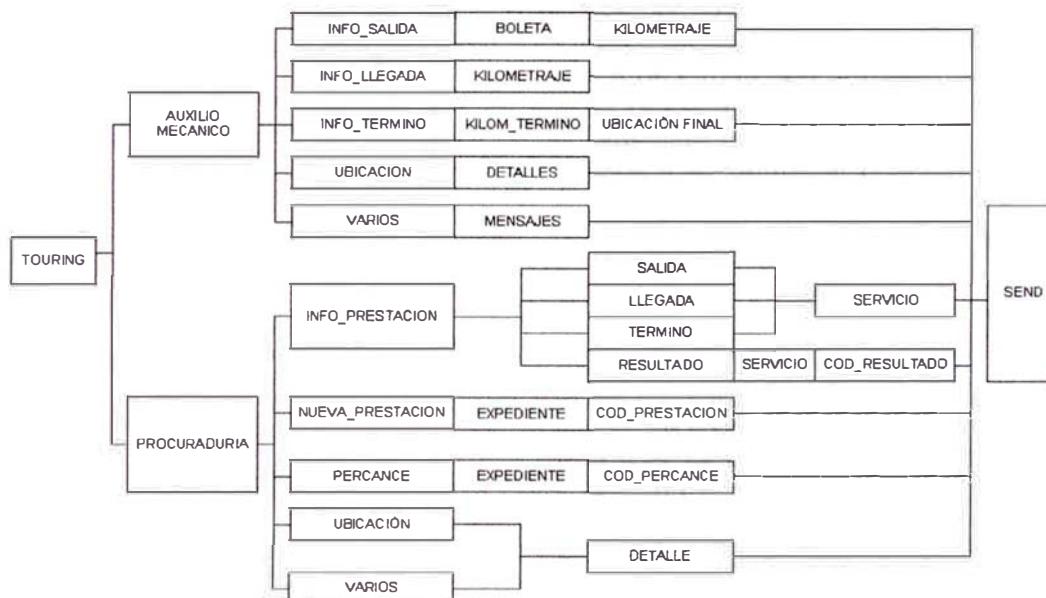 INFO_SALIDA BOLETA KILOMETRAJE
INFO_LLEGADA KILOMETRAJE
AUXILIO
MECANICO
INFO_TERMINO KILOM_TERMINO UBICACIÒN FINAL
UBICACION DETALLES
VARIOS MENSAJES
TOURING
SALIDA
SEND
INFO_PRESTACION LLEGADA SERVICIO
TERMINO
RESULTADO SERVICIO COD_RESULTADO
NUEVA_PRESTACION EXPEDIENTE COD_PRESTACION
PROCURADURIA
PERCANCE EXPEDIENTE COD_PERCANCE
UBICACIÓN
DETALLE
VARIOS